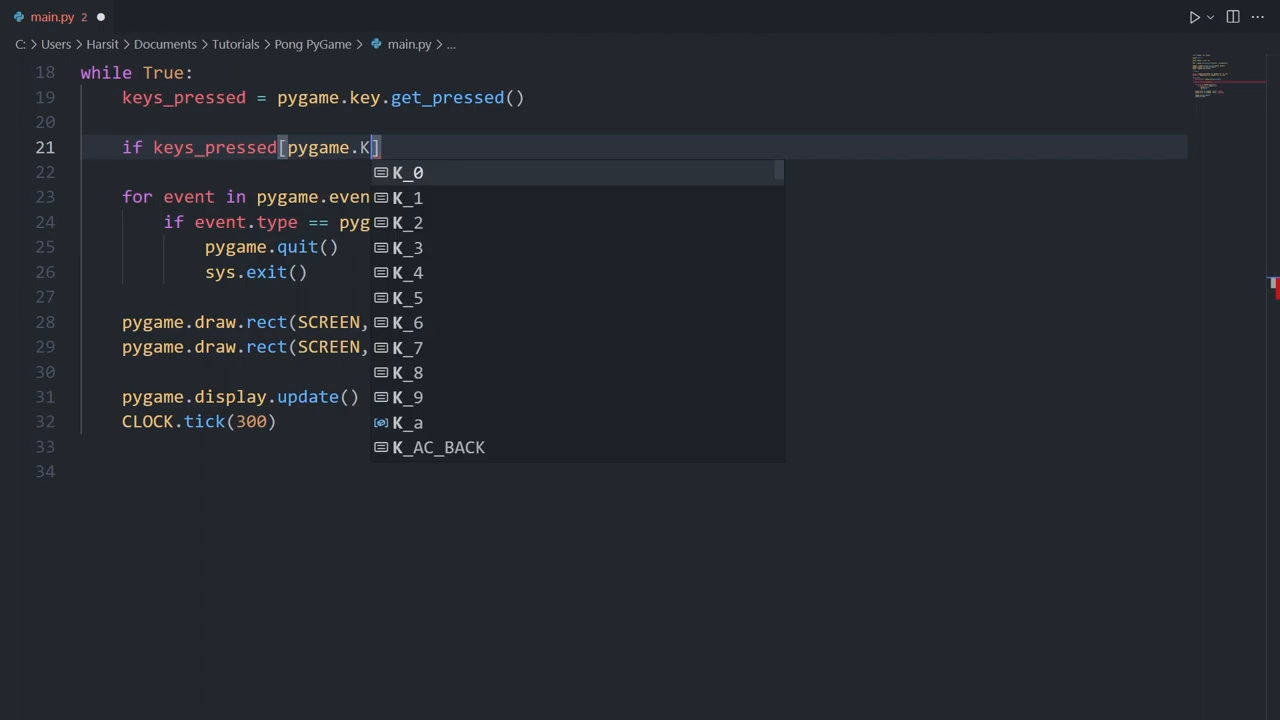 main.py 2
C: > Users > Harsit > Documents > Tutorials > Pong PyGame > main.py > ...
18 while True:
19 keys_pressed = pygame.key.get_pressed()
20
21 if keys_pressed[pygame.K]
22
23 for event in pygame.even
24 if event.type == pyg
25 pygame.quit()
26 sys.exit()
27
28 pygame.draw.rect(SCREEN,
29 pygame.draw.rect(SCREEN,
30
31 pygame.display.update()
32 CLOCK.tick(300)
33
34
K_0
K_1
K_2
K_3
K_4
K_5
K_6
K_7
K_8
K_9
K_a
K_AC_BACK